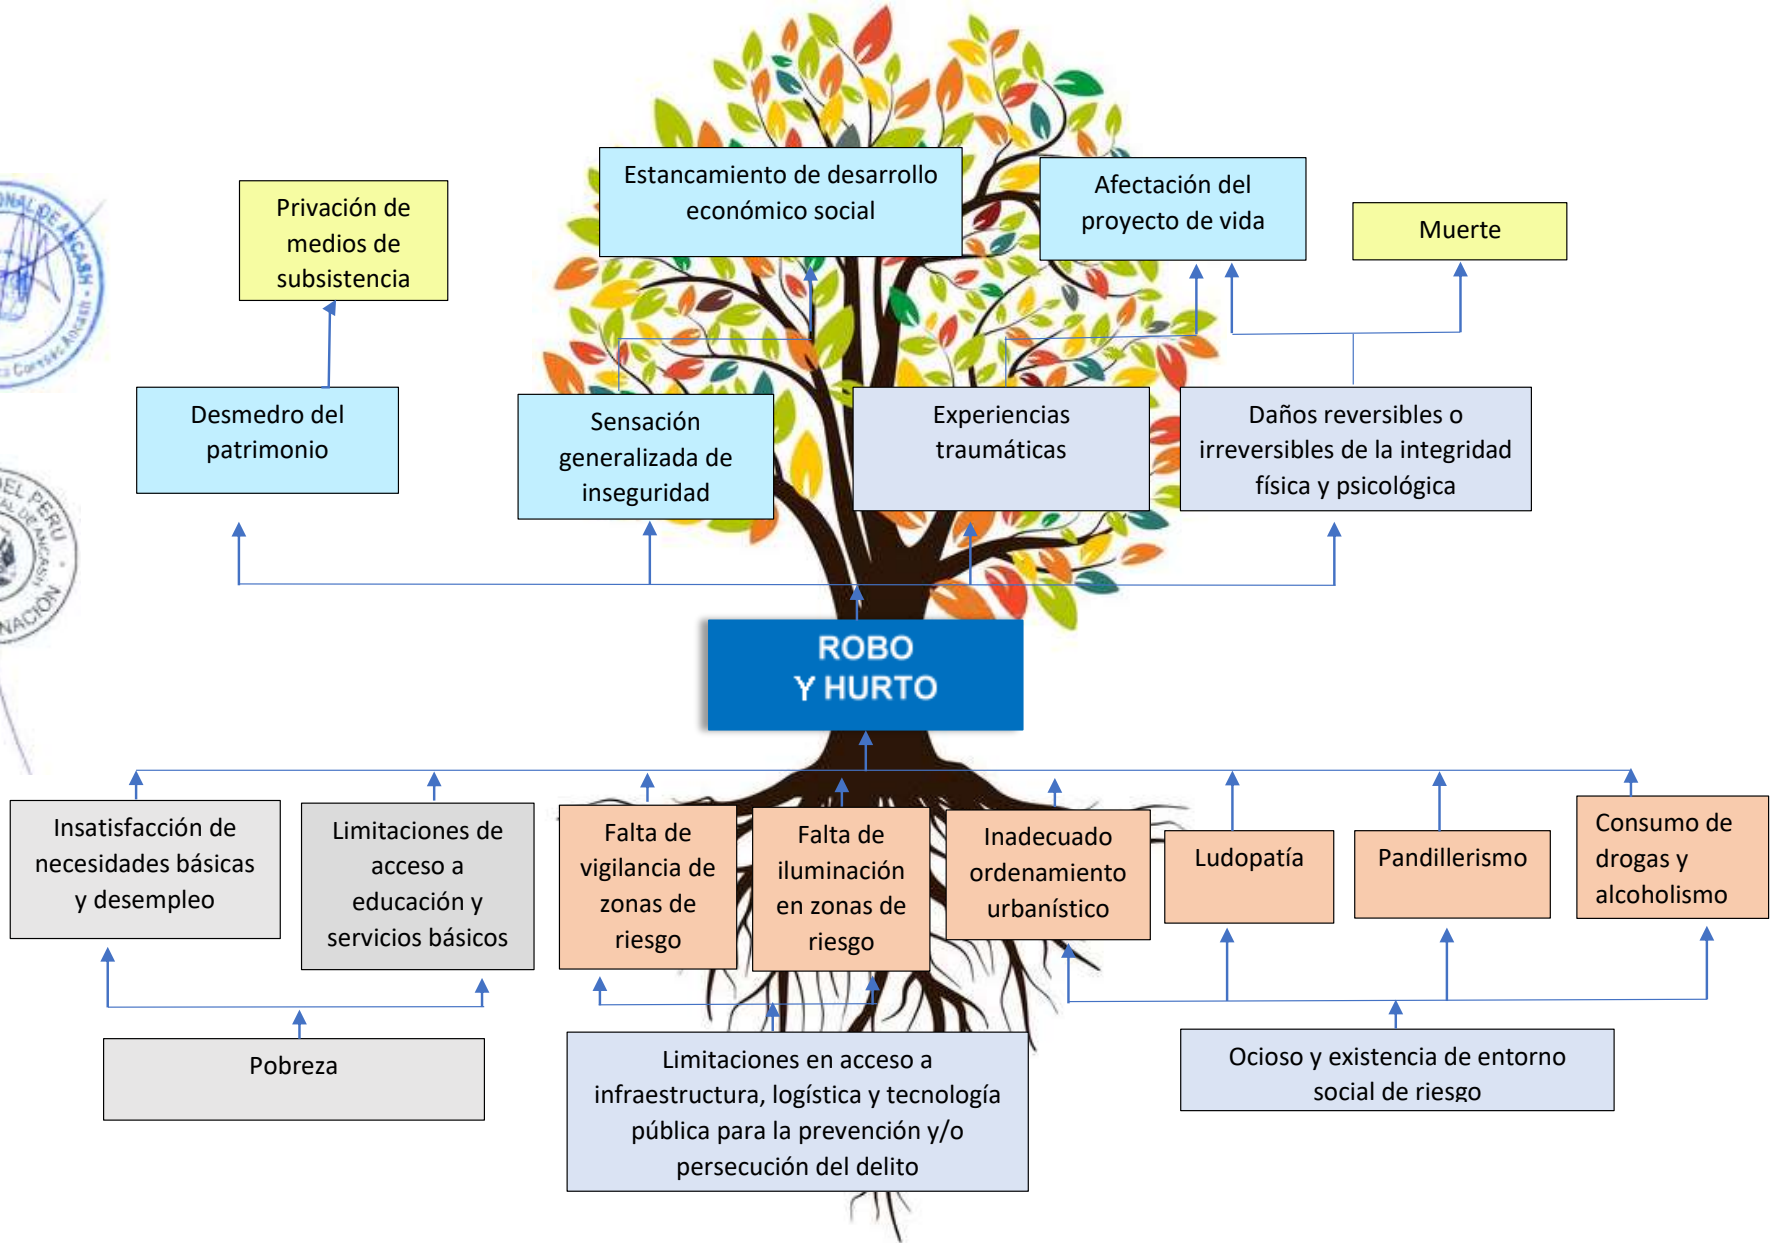 Estancamiento de desarrollo
económico social
Afectación del
proyecto de vida
Privación de
medios de
subsistencia
Muerte
Desmedro del
patrimonio
Sensación
generalizada de
inseguridad
Experiencias
traumáticas
Daños reversibles o
irreversibles de la integridad
física y psicológica
DEL PERU
NACIÓN
ROBO
Y HURTO
Insatisfacción de
necesidades básicas
y desempleo
Limitaciones de
acceso a
educación y
servicios básicos
Falta de
vigilancia de
zonas de
riesgo
Falta de
iluminación
en zonas de
riesgo
Inadecuado
ordenamiento
urbanístico
Ludopatía
Pandillerismo
Consumo de
drogas y
alcoholismo
Pobreza
Limitaciones en acceso a
infraestructura, logística y tecnología
pública para la prevención y/o
persecución del delito
Ocioso y existencia de entorno
social de riesgo